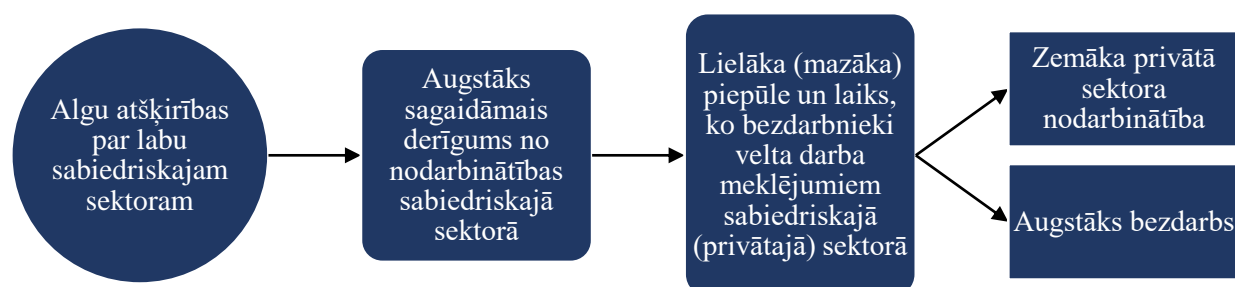 Algu atšķirības
par labu
sabiedriskajam
sektoram
Augstāks
sagaidāmais
derīgums no
nodarbinātības
sabiedriskajā
sektorā
Lielāka (mazāka)
piepūle un laiks,
ko bezdarbnieki
velta darba
meklējumiem
sabiedriskajā
(privātajā) sektorā
Zemāka privātā
sektora
nodarbinātība
Augstāks bezdarbs